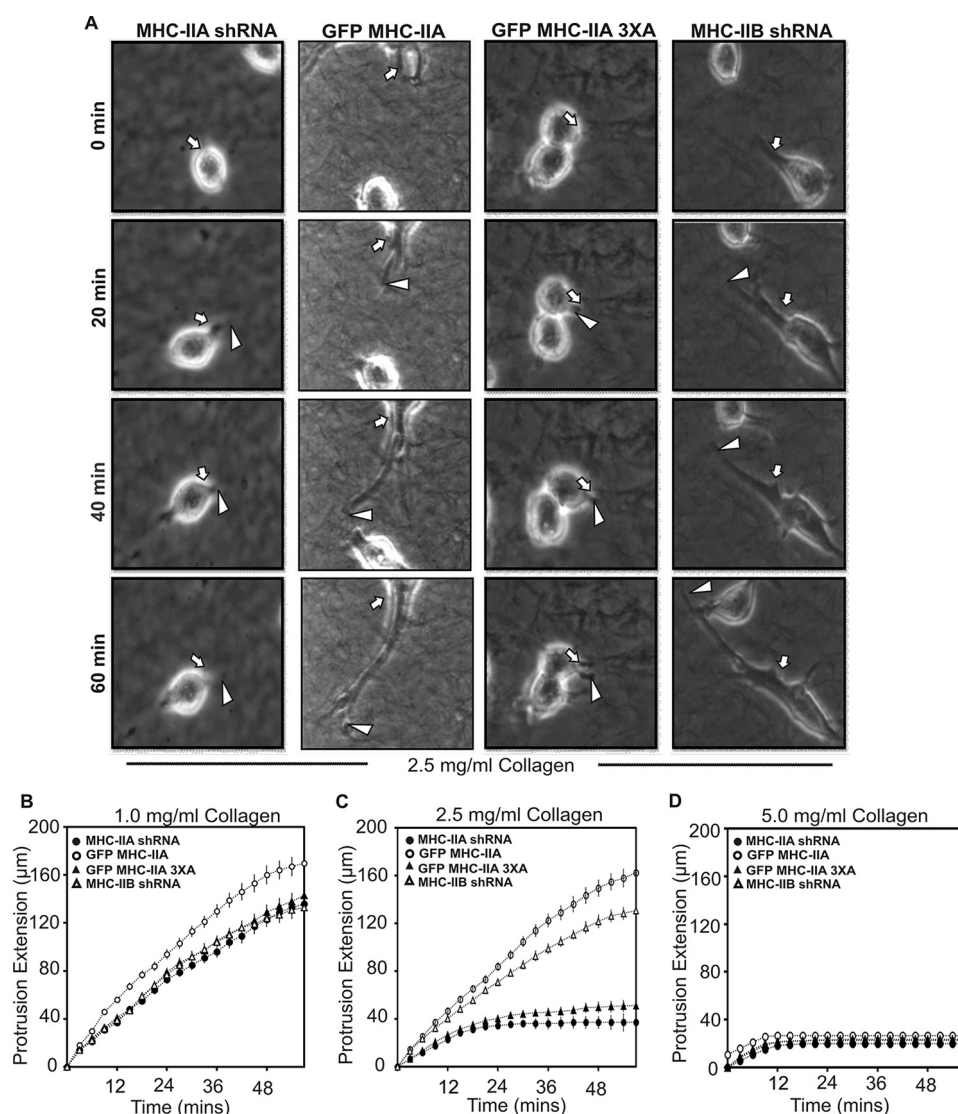 A
MHC-IIA shRNA GFP MHC-IIA GFP MHC-IIA 3XA MHC-IIB shRNA
0 min
20 min
40 min
60 min
2.5 mg/ml Collagen
B 1.0 mg/ml Collagen
MHC-IIA shRNA
GFP MHC-IIA
GFP MHC-IIA 3XA
MHC-IIB shRNA
Protrusion Extension (µm)
200
160
120
80
40
0
12 24 36 48
Time (mins)
C 2.5 mg/ml Collagen
MHC-IIA shRNA
GFP MHC-IIA
GFP MHC-IIA 3XA
MHC-IIB shRNA
Protrusion Extension (µm)
200
160
120
80
40
0
12 24 36 48
Time (mins)
D 5.0 mg/ml Collagen
MHC-IIA shRNA
GFP MHC-IIA
GFP MHC-IIA 3XA
MHC-IIB shRNA
Protrusion Extension (µm)
200
160
120
80
40
0
12 24 36 48
Time (mins)